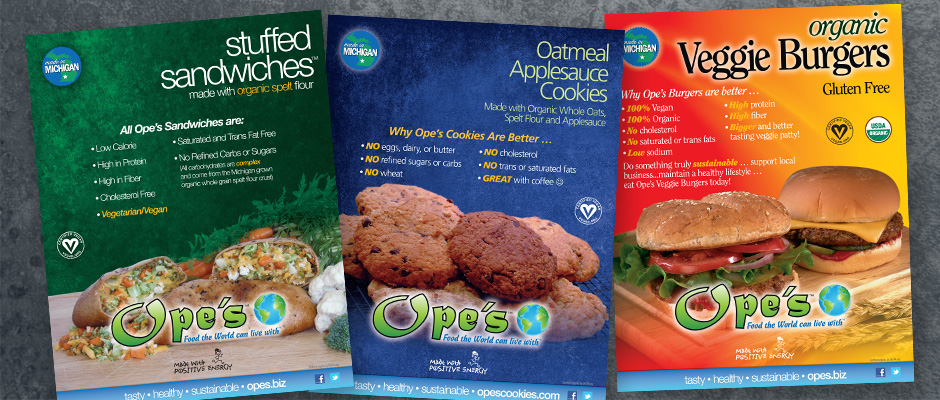 made in
MICHIGAN
stuffed
sandwiches™
made with organic spelt flour
All Ope's Sandwiches are:
• Low Calorie
• High in Protein
• High in Fiber
• Cholesterol Free
• Vegetarian/Vegan
• Saturated and Trans Fat Free
• No Refined Carbs or Sugars
(All carbohydrates are complex
and come from the Michigan grown
organic whole grain spelt flour crust)
Ope's
Food the World can live with™
MADE WITH
POSITIVE ENERGY
tasty • healthy • sustainable • opes.biz
made in
MICHIGAN
Oatmeal
Applesauce
Cookies
Made with Organic Whole Oats,
Spelt Flour and Applesauce
Why Ope's Cookies Are Better ...
• NO eggs, dairy, or butter
• NO refined sugars or carbs
• NO wheat
• NO cholesterol
• NO trans or saturated fats
• GREAT with coffee ☺
Ope's
Food the World can live with™
MADE WITH
POSITIVE ENERGY
tasty • healthy • sustainable • opescookies.com
made in
MICHIGAN
organic
Veggie Burgers
Gluten Free
Why Ope's Burgers are better ...
• 100% Vegan
• 100% Organic
• No cholesterol
• No saturated or trans fats
• Low sodium
• High protein
• High fiber
• Bigger and better
tasting veggie patty!
USDA
ORGANIC
Do something truly sustainable ... support local
business...maintain a healthy lifestyle ...
eat Ope's Veggie Burgers today!
Ope's
Food the World can live with™
MADE WITH
POSITIVE ENERGY
tasty • healthy • sustainable • opes.biz